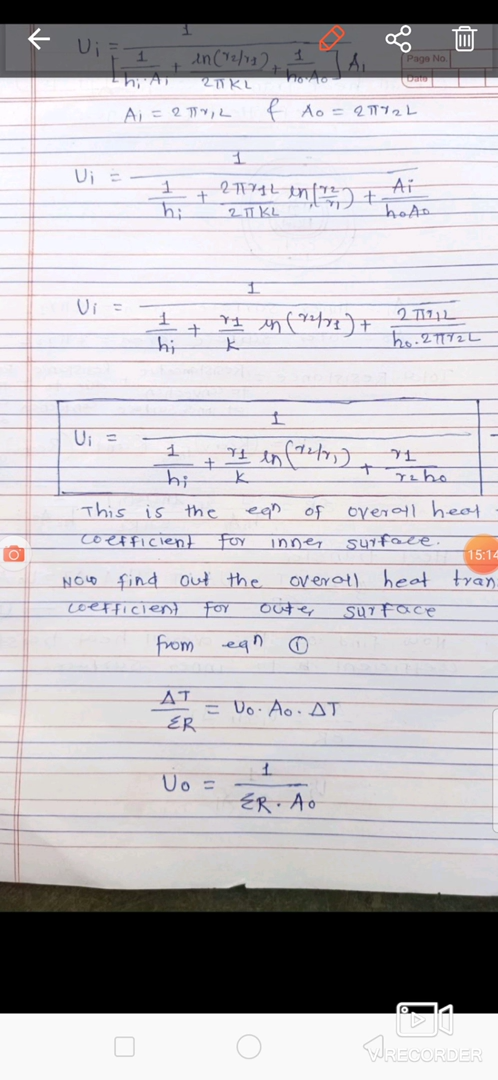 Page No.
Date
Ui = 1 / [1/hi·Ai + ln(r2/r1)/2πKL + 1/ho·Ao] Ai
Ai = 2πr1L & Ao = 2πr2L
Ui = 1 / (1/hi + 2πr1L/2πKL ln(r2/r1) + Ai/hoAo)
Ui = 1 / (1/hi + r1/K ln(r2/r1) + 2πr1L/ho·2πr2L)
Ui = 1 / (1/hi + r1/K ln(r2/r1) + r1/r2ho)
This is the eqn of overall heat
coefficient for inner surface.
15:14
Now find out the overall heat tran
coefficient for outer surface
from eqn ①
ΔT/ΣR = Uo·Ao·ΔT
Uo = 1/ΣR·Ao
VRECORDER